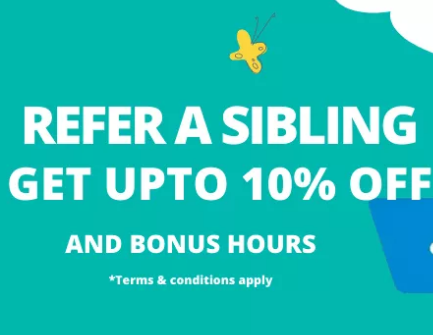 REFER A SIBLING
GET UPTO 10% OFF
AND BONUS HOURS
*Terms & conditions apply